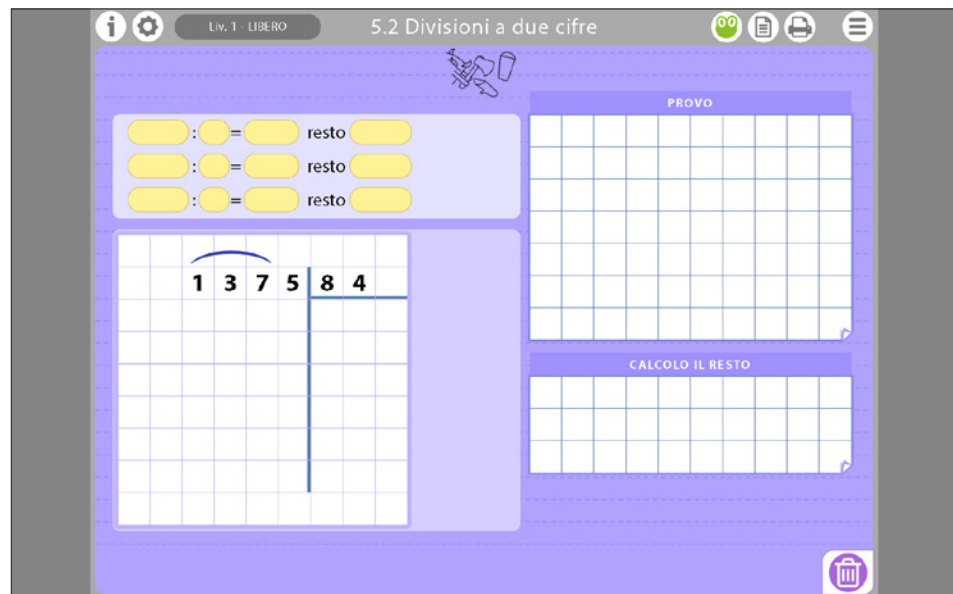 i Liv. 1 - LIBERO 5.2 Divisioni a due cifre
PROVO
: = resto
: = resto
: = resto
1 3 7 5 8 4
CALCOLO IL RESTO